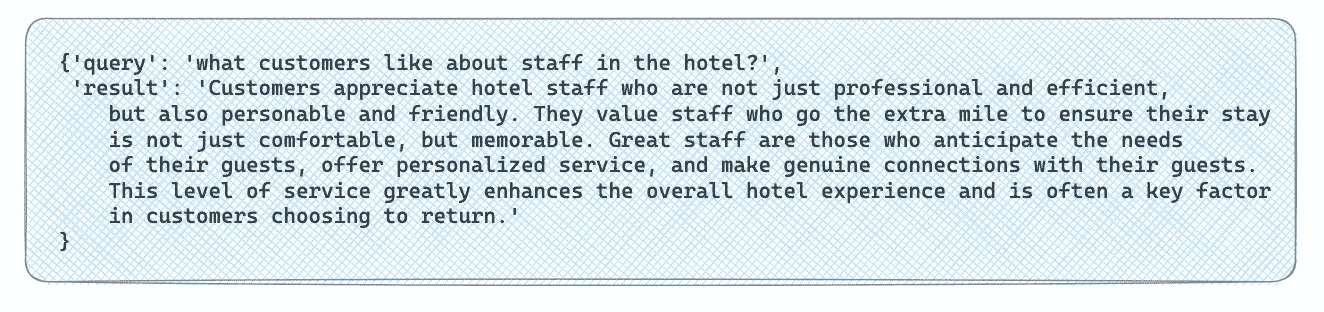 {'query': 'what customers like about staff in the hotel?',
'result': 'Customers appreciate hotel staff who are not just professional and efficient,
but also personable and friendly. They value staff who go the extra mile to ensure their stay
is not just comfortable, but memorable. Great staff are those who anticipate the needs
of their guests, offer personalized service, and make genuine connections with their guests.
This level of service greatly enhances the overall hotel experience and is often a key factor
in customers choosing to return.'
}